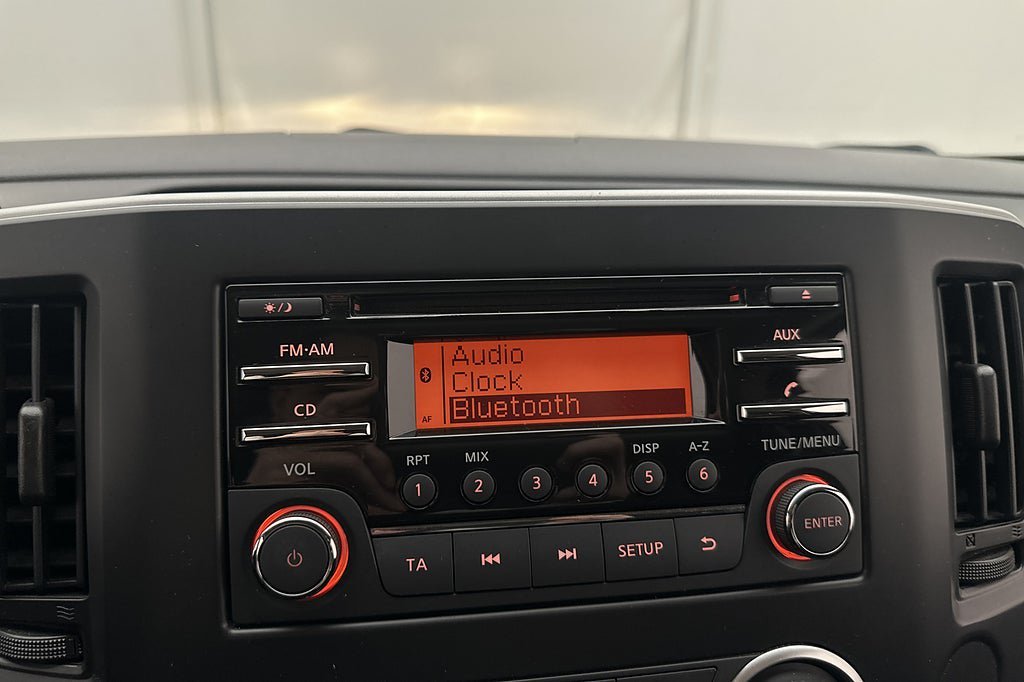 FM·AM
CD
VOL
Audio
Clock
Bluetooth
AF
AUX
TUNE/MENU
RPT
MIX
DISP
A-Z
1
2
3
4
5
6
TA
SETUP
ENTER